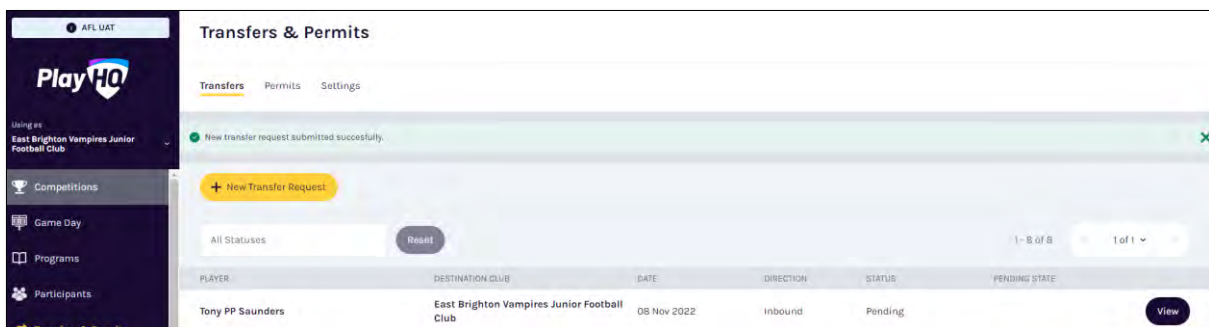 AFL UAT
PlayHQ
Using as
East Brighton Vampires Junior
Football Club
Competitions
Game Day
Programs
Participants
Transfers & Permits
Transfers Permits Settings
New transfer request submitted succesfully.
+ New Transfer Request
All Statuses Reset 1 - 8 of 8 1 of 1
PLAYER DESTINATION CLUB DATE DIRECTION STATUS PENDING STATE
Tony PP Saunders East Brighton Vampires Junior Football
Club 08 Nov 2022 Inbound Pending View